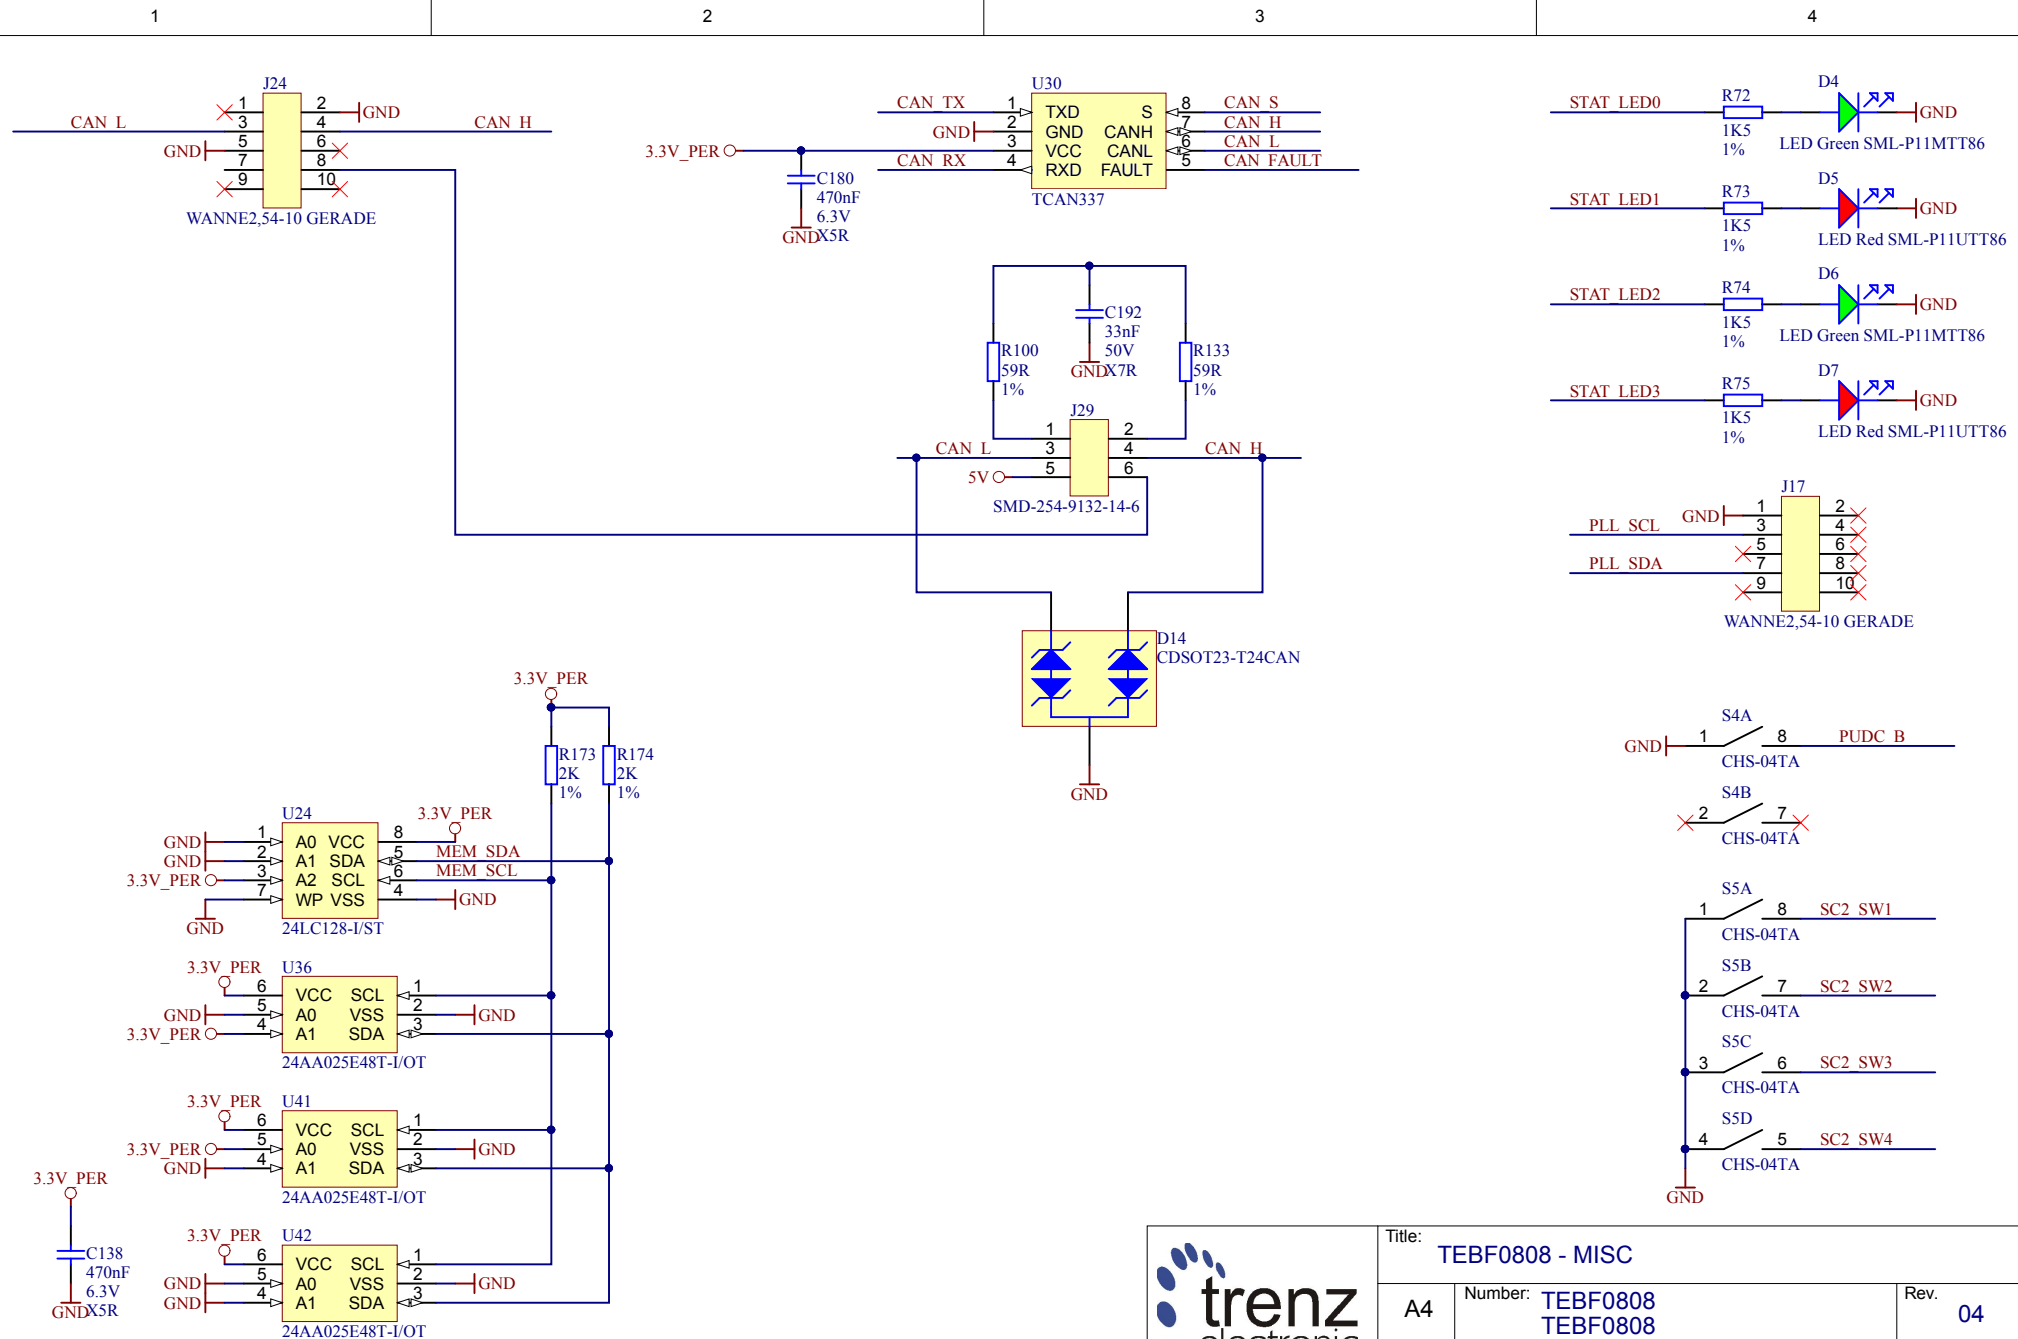 1 2 3 4
J24
1 2 GND
CAN_L 3 4 CAN_H
GND 5 6
7 8
9 10
WANNE2,54-10 GERADE
U30
CAN_TX 1 TXD S 8 CAN_S
GND 2 GND CANH 7 CAN_H
3.3V_PER 3 VCC CANL 6 CAN_L
CAN_RX 4 RXD FAULT 5 CAN_FAULT
TCAN337
C180
470nF
6.3V
X5R
GND
C192
33nF
50V
X7R
GND
R100
59R
1%
R133
59R
1%
J29
1 2
CAN_L 3 4 CAN_H
5V 5 6
SMD-254-9132-14-6
D14
CDSOT23-T24CAN
GND
D4
STAT_LED0 R72 GND
1K5
1%
LED Green SML-P11MTT86
D5
STAT_LED1 R73 GND
1K5
1%
LED Red SML-P11UTT86
D6
STAT_LED2 R74 GND
1K5
1%
LED Green SML-P11MTT86
D7
STAT_LED3 R75 GND
1K5
1%
LED Red SML-P11UTT86
J17
GND 1 2
PLL_SCL 3 4
5 6
PLL_SDA 7 8
9 10
WANNE2,54-10 GERADE
S4A
GND 1 8 PUDC_B
CHS-04TA
S4B
2 7
CHS-04TA
S5A
1 8 SC2_SW1
CHS-04TA
S5B
2 7 SC2_SW2
CHS-04TA
S5C
3 6 SC2_SW3
CHS-04TA
S5D
4 5 SC2_SW4
CHS-04TA
GND
3.3V_PER
R173
2K
1%
R174
2K
1%
U24
3.3V_PER
GND 1 A0 VCC 8
GND 2 A1 SDA 5 MEM_SDA
3.3V_PER 3 A2 SCL 6 MEM_SCL
7 WP VSS 4 GND
GND
24LC128-I/ST
3.3V_PER U36
6 VCC SCL 1
GND 5 A0 VSS 2 GND
3.3V_PER 4 A1 SDA 3
24AA025E48T-I/OT
3.3V_PER U41
6 VCC SCL 1
3.3V_PER 5 A0 VSS 2 GND
GND 4 A1 SDA 3
24AA025E48T-I/OT
3.3V_PER U42
6 VCC SCL 1
GND 5 A0 VSS 2 GND
GND 4 A1 SDA 3
24AA025E48T-I/OT
3.3V_PER
C138
470nF
6.3V
X5R
GND
trenz
electronic
Title:
TEBF0808 - MISC
A4
Number: TEBF0808
TEBF0808
Rev.
04